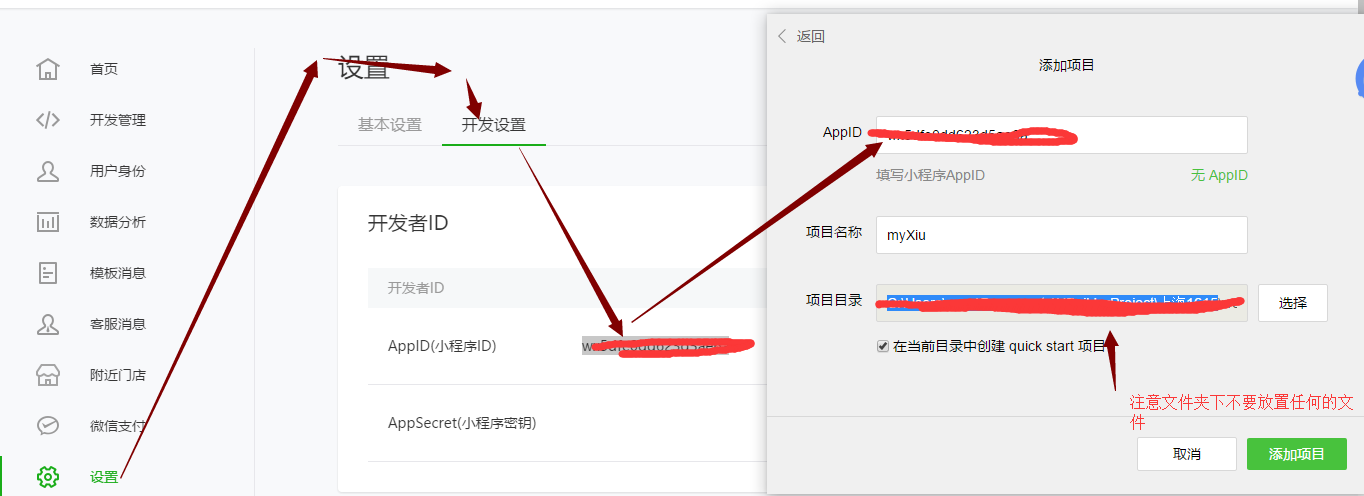 首页
开发管理
用户身份
数据分析
模板消息
客服消息
附近门店
微信支付
设置
设置
基本设置
开发设置
开发者ID
开发者ID
AppID(小程序ID)
AppSecret(小程序密钥)
返回
添加项目
AppID
填写小程序AppID
无 AppID
项目名称
myXiu
项目目录
选择
在当前目录中创建 quick start 项目
注意文件夹下不要放置任何的文
件
取消
添加项目